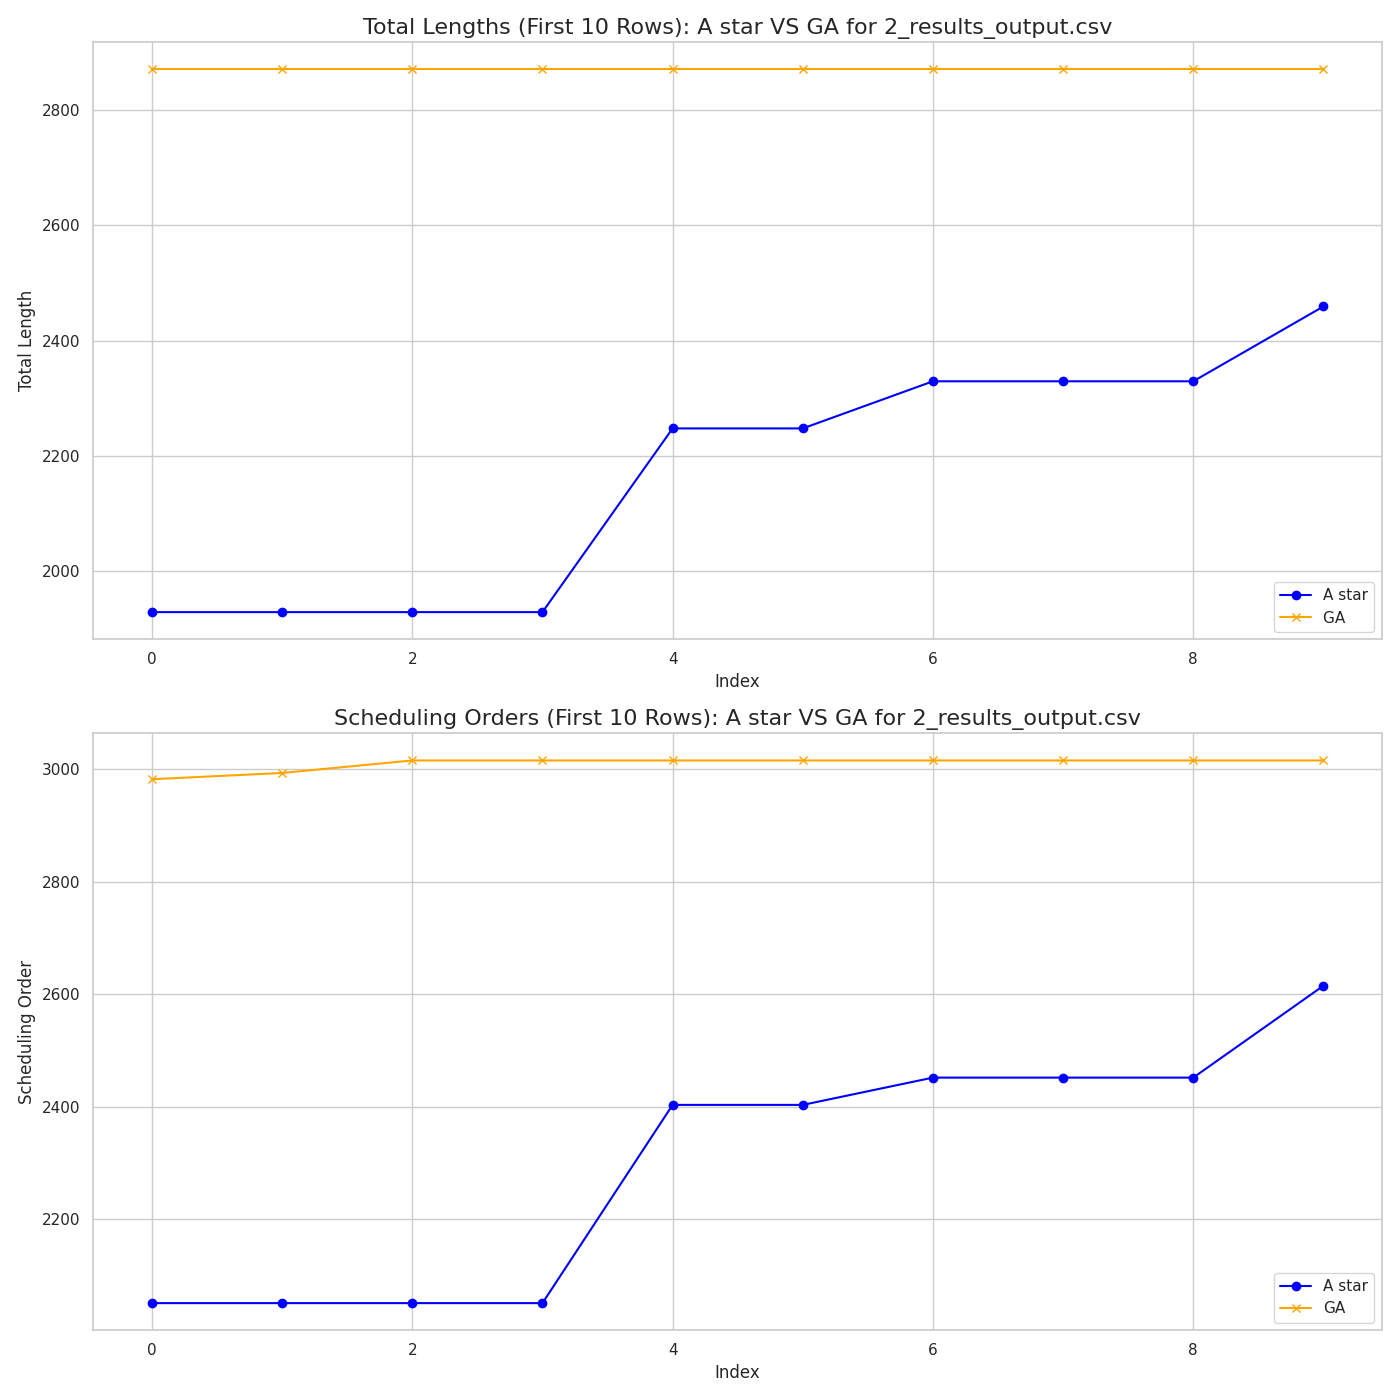 Total Lengths (First 10 Rows): A star VS GA for 2_results_output.csv
2800
2600
2400
2200
2000
Total Length
A star
GA
0 2 4 6 8
Index
Scheduling Orders (First 10 Rows): A star VS GA for 2_results_output.csv
3000
2800
2600
2400
2200
Scheduling Order
A star
GA
0 2 4 6 8
Index